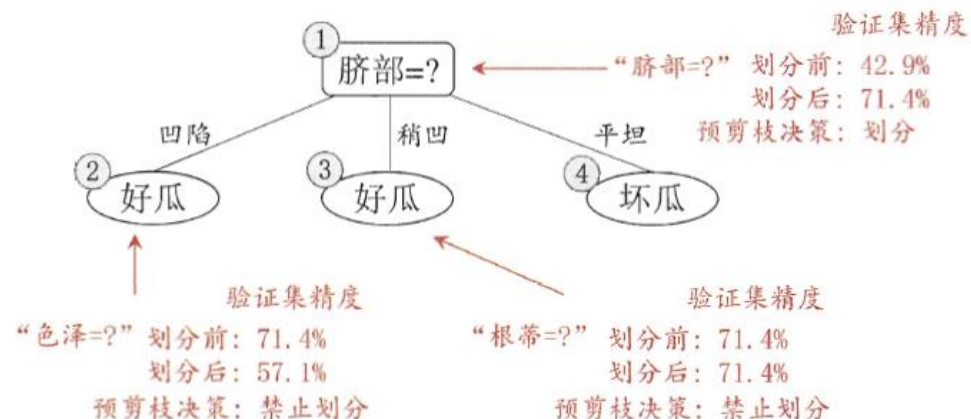 验证集精度
1
脐部=?
“脐部=?” 划分前: 42.9%
划分后: 71.4%
预剪枝决策: 划分
凹陷
稍凹
平坦
2
好瓜
3
好瓜
4
坏瓜
验证集精度
“色泽=?” 划分前: 71.4%
划分后: 57.1%
预剪枝决策: 禁止划分
验证集精度
“根蒂=?” 划分前: 71.4%
划分后: 71.4%
预剪枝决策: 禁止划分